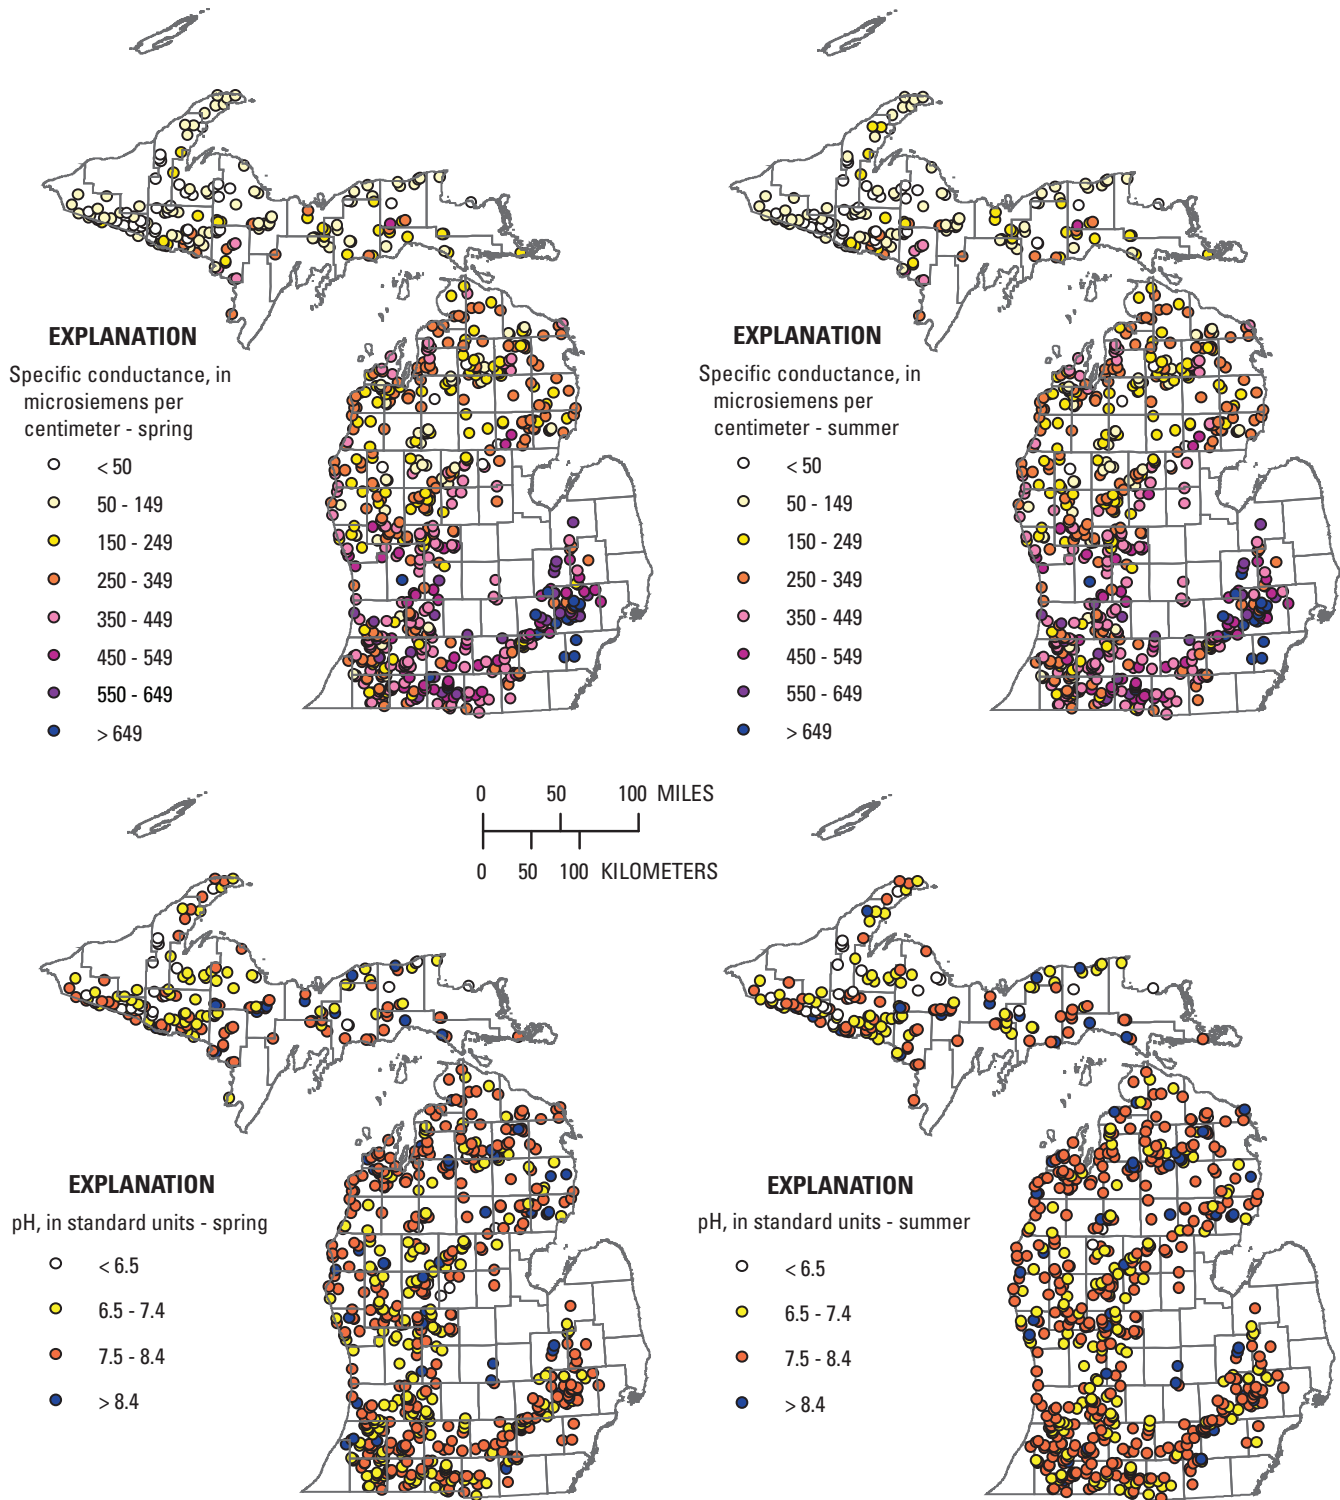 EXPLANATION
Specific conductance, in
microsiemens per
centimeter - spring
< 50
50 - 149
150 - 249
250 - 349
350 - 449
450 - 549
550 - 649
> 649
EXPLANATION
Specific conductance, in
microsiemens per
centimeter - summer
< 50
50 - 149
150 - 249
250 - 349
350 - 449
450 - 549
550 - 649
> 649
0 50 100 MILES
0 50 100 KILOMETERS
EXPLANATION
pH, in standard units - spring
< 6.5
6.5 - 7.4
7.5 - 8.4
> 8.4
EXPLANATION
pH, in standard units - summer
< 6.5
6.5 - 7.4
7.5 - 8.4
> 8.4